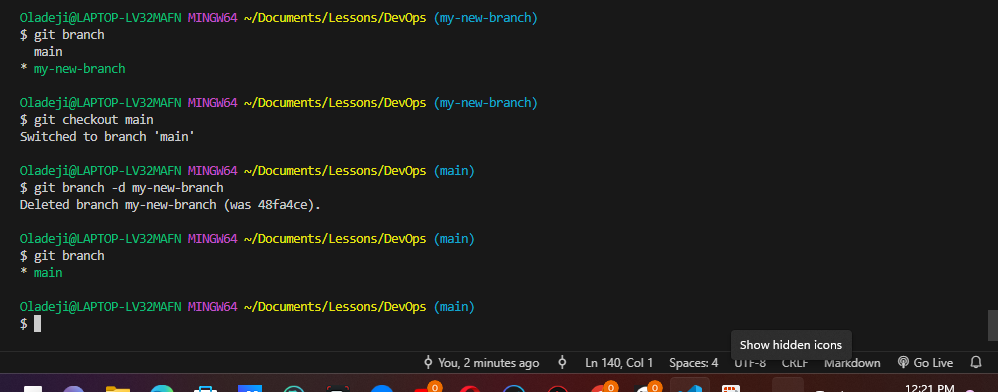 Oladeji@LAPTOP-LV32MAFN MINGW64 ~/Documents/Lessons/DevOps (my-new-branch)
$ git branch
  main
* my-new-branch

Oladeji@LAPTOP-LV32MAFN MINGW64 ~/Documents/Lessons/DevOps (my-new-branch)
$ git checkout main
Switched to branch 'main'

Oladeji@LAPTOP-LV32MAFN MINGW64 ~/Documents/Lessons/DevOps (main)
$ git branch -d my-new-branch
Deleted branch my-new-branch (was 48fa4ce).

Oladeji@LAPTOP-LV32MAFN MINGW64 ~/Documents/Lessons/DevOps (main)
$ git branch
* main

Oladeji@LAPTOP-LV32MAFN MINGW64 ~/Documents/Lessons/DevOps (main)
$
Show hidden icons
You, 2 minutes ago Ln 140, Col 1 Spaces: 4 UTF-8 CRLF Markdown Go Live
0 0 0 12:21 PM